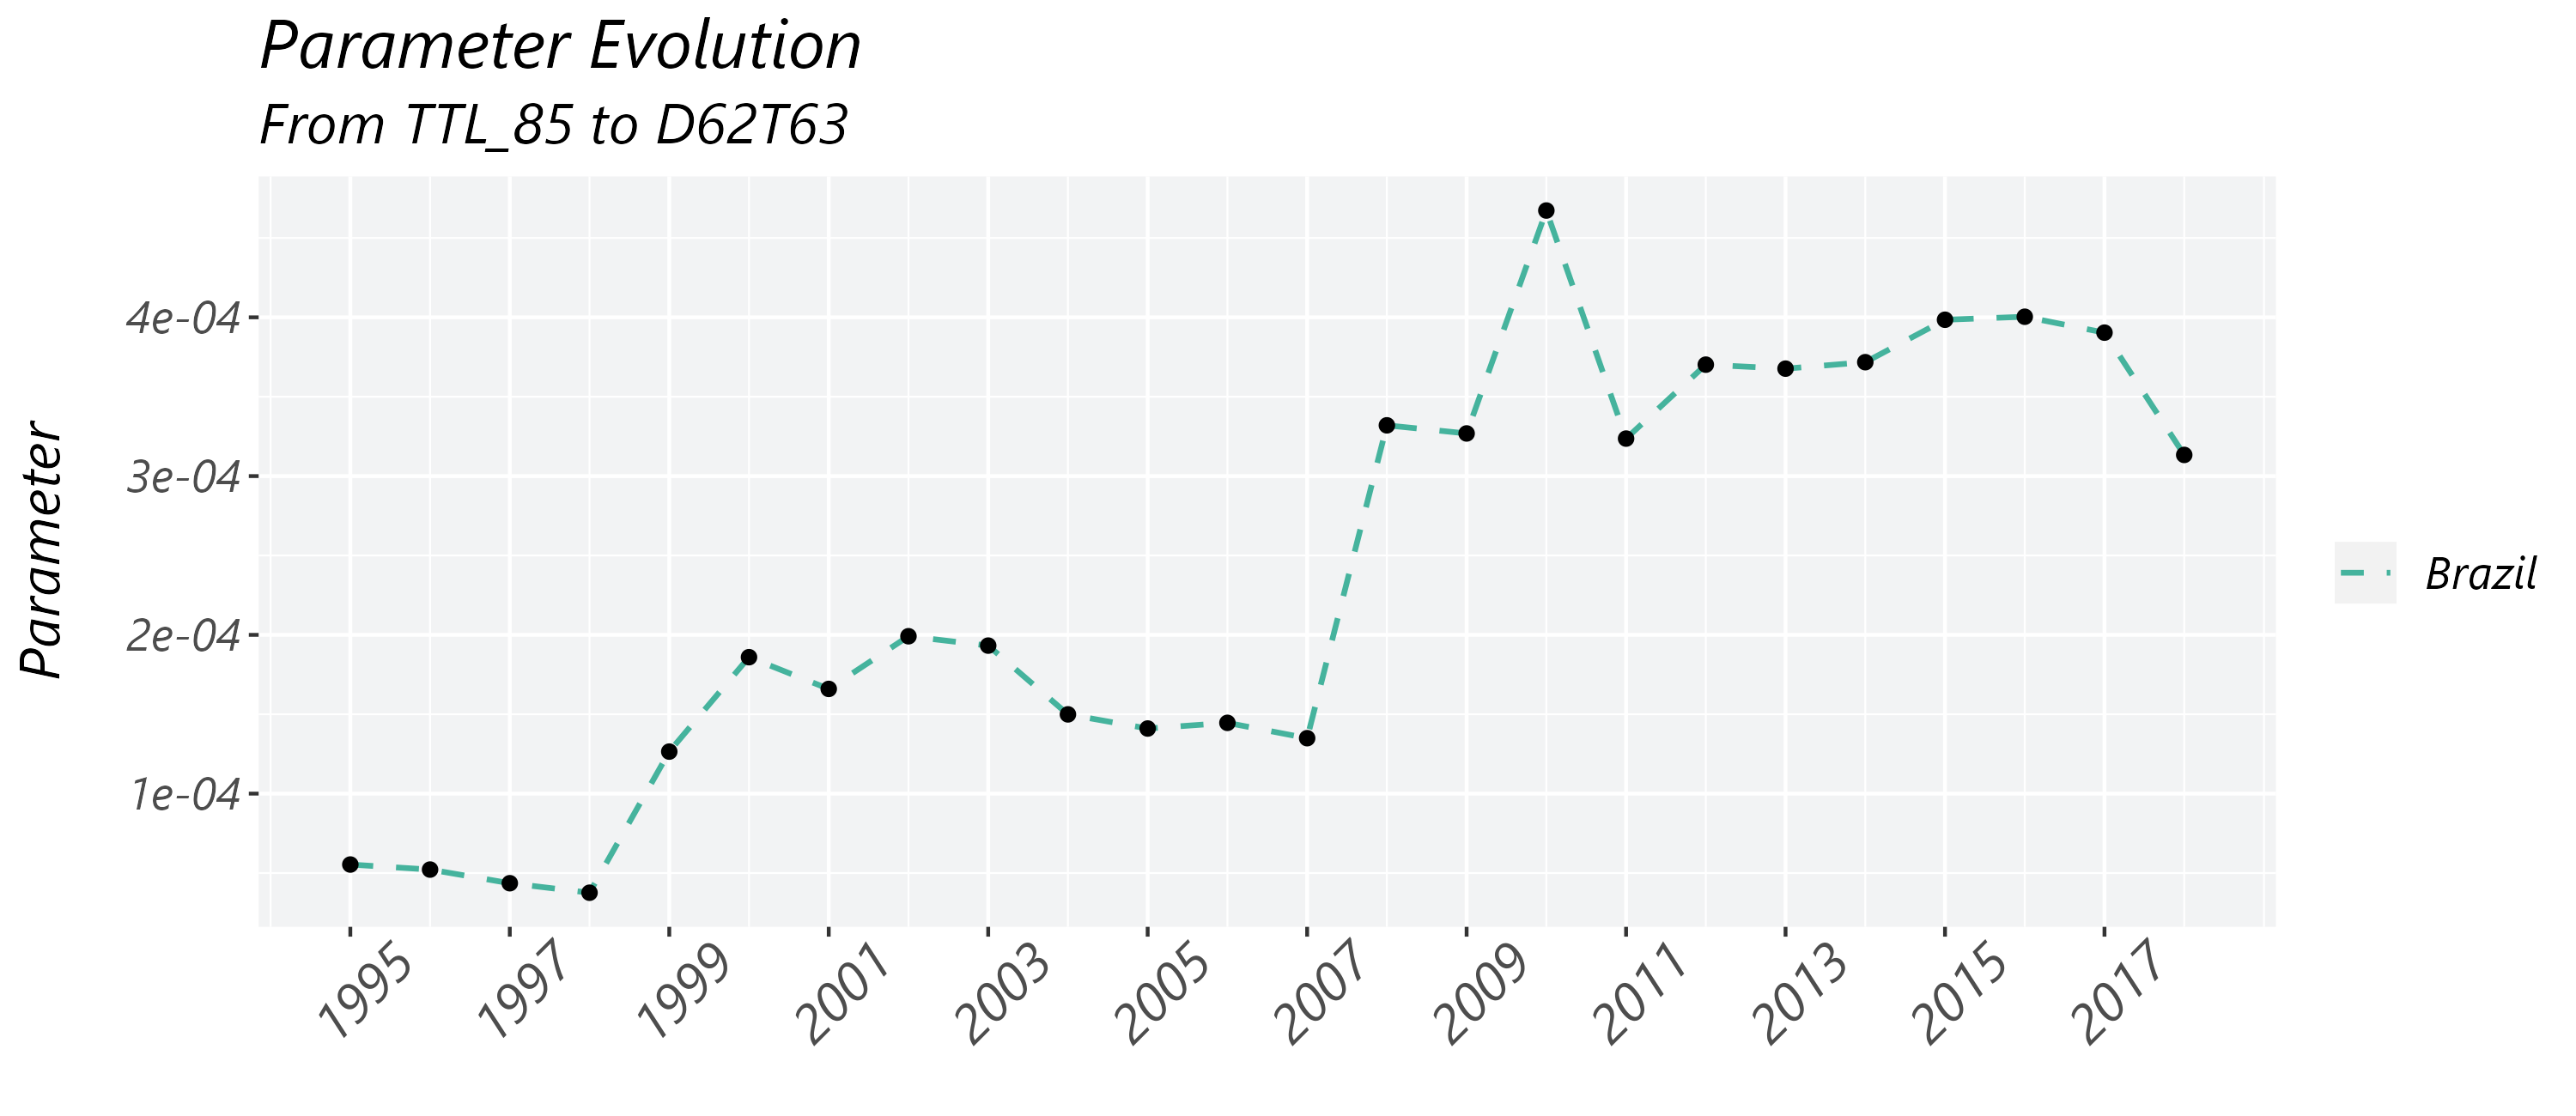 Parameter Evolution
From TTL_85 to D62T63
Parameter
4e-04
3e-04
2e-04
1e-04
1995
1997
1999
2001
2003
2005
2007
2009
2011
2013
2015
2017
Brazil